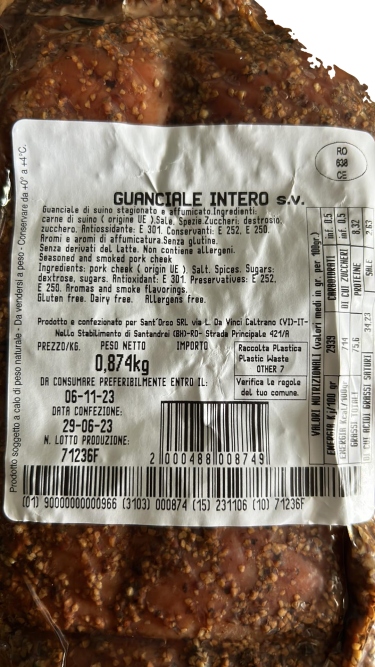 RO
838
CE
GUANCIALE INTERO s.v.
Guanciale di suino stagionato e affumicato.Ingredienti:
carne di suino ( origine UE ).Sale. Spezie.Zuccheri: destrosio,
zucchero. Antiossidante: E 301. Conservanti: E 252, E 250.
Aromi e aromi di affumicatura.Senza glutine.
Senza derivati del Latte. Non contiene allergeni.
Seasoned and smoked pork cheek
Ingredients: pork cheek ( origin UE ). Salt. Spices. Sugars:
dextrose, sugars. Antioxidant: E 301. Preservatives: E 252,
E 250. Aromas and smoke flavorings.
Gluten free. Dairy free. Allergens free.
Prodotto e confezionato per Sant'Orso SRL via L. Da Vinci Caltrano (VI)-IT-
Nello Stabilimento di Santandrei (BH)-RO- Strada Principale 421/A
PREZZO/KG. PESO NETTO IMPORTO
0,874kg
DA CONSUMARE PREFERIBILMENTE ENTRO IL:
06-11-23
DATA CONFEZIONE:
29-06-23
N. LOTTO PRODUZIONE:
71236F
Raccolta Plastica
Plastic Waste
OTHER 7
Verifica le regole
del tuo comune.
2 000488 008749
(01) 90000000000966 (3103) 000874 (15) 231106 (10) 71236F
Prodotto soggetto a calo di peso naturale - Da vendersi a peso - Conservare da +0° a +4°C.
VALORI NUTRIZIONALI (valori medi in gr. per 100gr)
ENERGIA Kj/100 gr 2939 CARBOIDRATI inf. 0,5
ENERGIA Kcal/100gr 714 DI CUI ZUCCHERI inf. 0,5
GRASSI TOTALI 75,6 PROTEINE 8,32
DI CUI ACIDI GRASSI SATURI 34,23 SALE 2,63